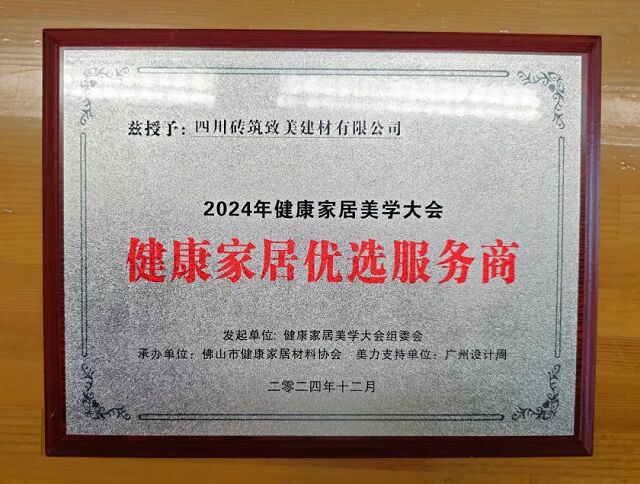 兹授予：四川砖筑致美建材有限公司
2024年健康家居美学大会
健康家居优选服务商
发起单位: 健康家居美学大会组委会
承办单位: 佛山市健康家居材料协会 美力支持单位: 广州设计周
二零二四年十二月